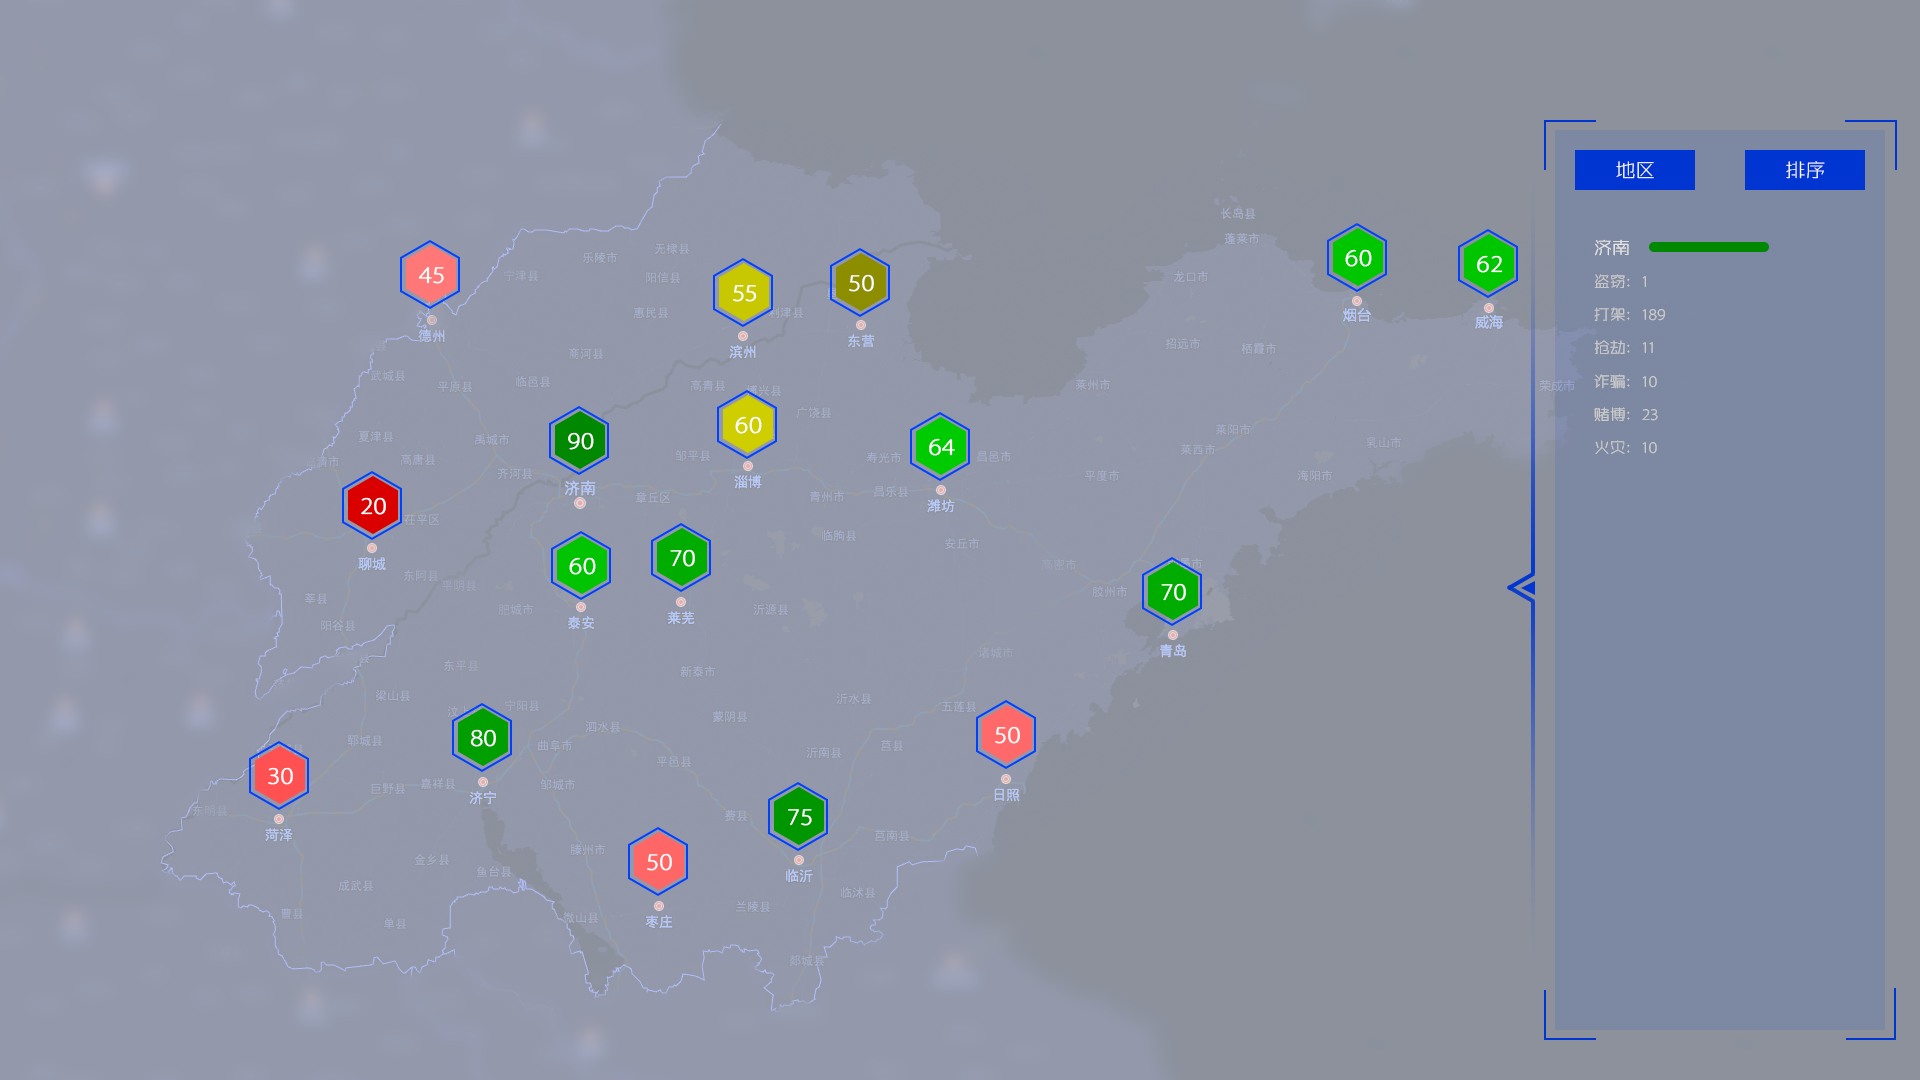 地区
排序
济南
盗窃: 1
打架: 189
抢劫: 11
诈骗: 10
赌博: 23
火灾: 10
长岛县
蓬莱市
60
62
烟台
威海
45
德州
宁津县
乐陵市
无棣县
阳信县
惠民县
55
滨州
利津县
50
东营
龙口市
招远市
栖霞市
莱州市
荣成市
商河县
武城县
平原县
临邑县
高青县
博兴县
广饶县
60
淄博
邹平县
90
济南
夏津县
高唐县
禹城市
齐河县
章丘区
64
潍坊
寿光市
昌邑市
青州市
昌乐县
莱阳市
莱西市
平度市
海阳市
乳山市
20
聊城
茌平区
临朐县
安丘市
60
泰安
70
莱芜
东阿县
平阴县
肥城市
莘县
阳谷县
沂源县
高密市
胶州市
70
青岛
东平县
新泰市
诸城市
梁山县
宁阳县
沂水县
五莲县
蒙阴县
泗水县
80
济宁
郓城县
曲阜市
平邑县
沂南县
莒县
50
日照
30
菏泽
东明县
巨野县
嘉祥县
邹城市
费县
75
临沂
莒南县
滕州市
50
枣庄
金乡县
鱼台县
成武县
曹县
单县
微山县
兰陵县
临沭县
郯城县